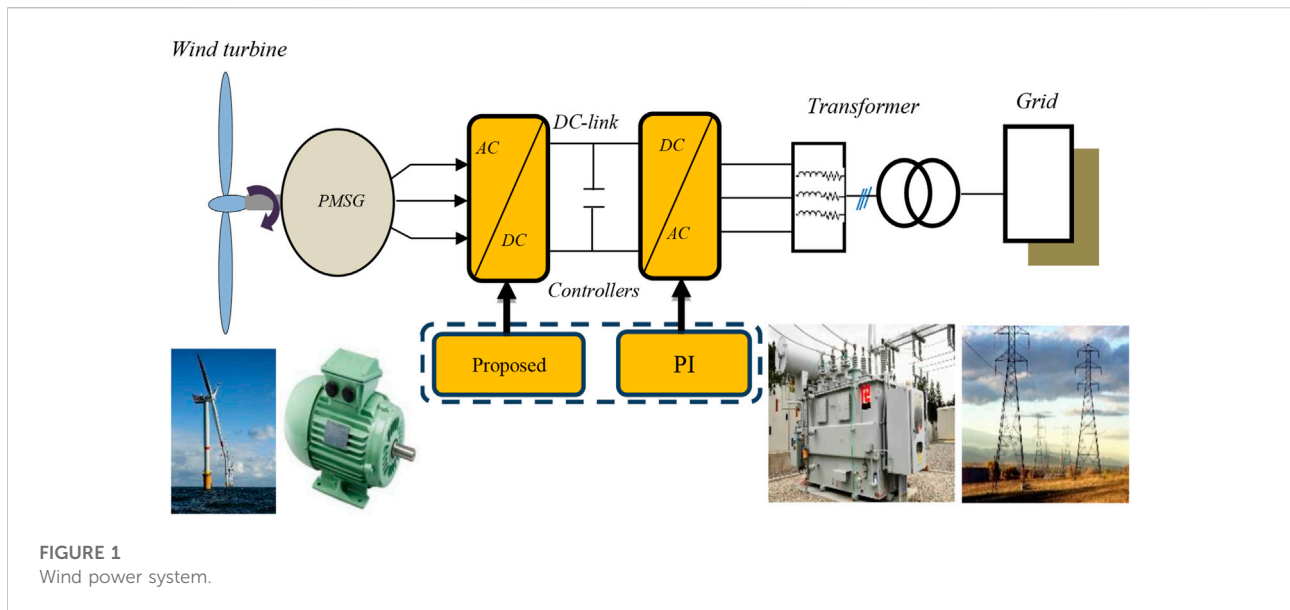 Wind turbine
Transformer
Grid
DC-link
AC
DC
PMSG
DC
AC
Controllers
Proposed
PI
FIGURE 1
Wind power system.